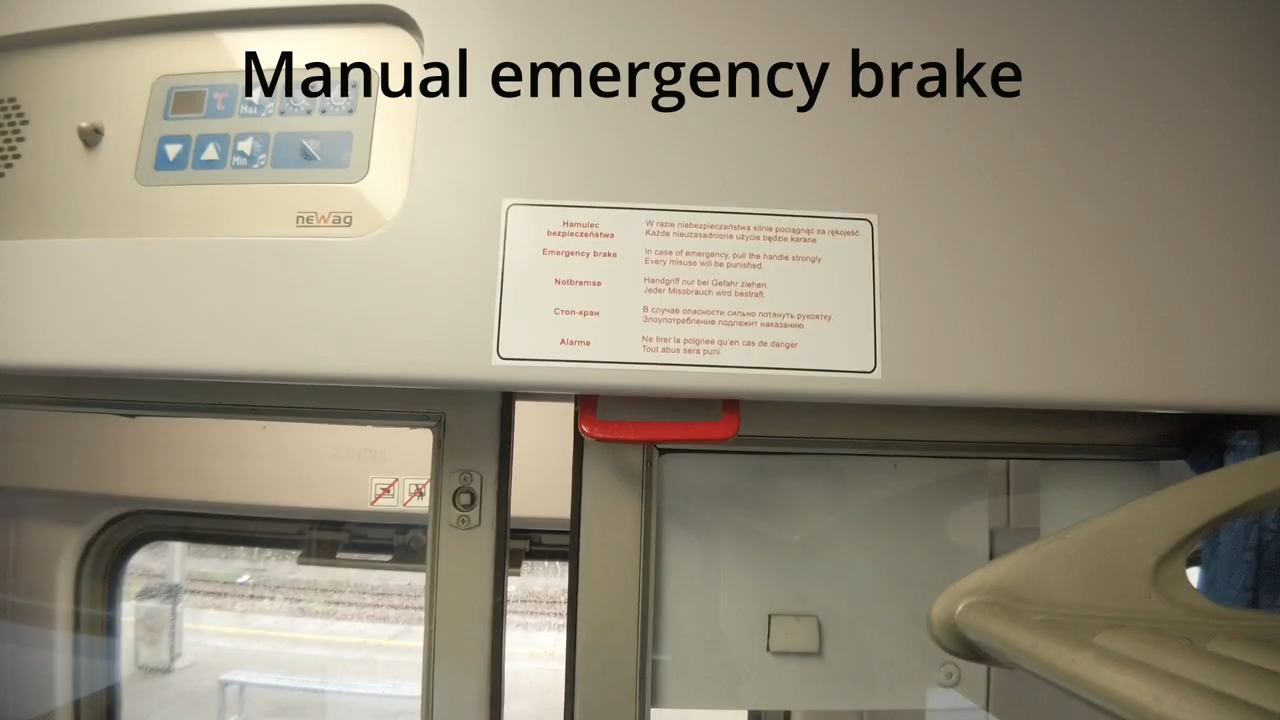 Manual emergency brake
°C
Max
Min
neWag
Hamulec
bezpieczeństwa
W razie niebezpieczeństwa silnie pociągnąć za rękojeść.
Każde nieuzasadnione użycie będzie karane
Emergency brake
In case of emergency, pull the handle strongly
Every misuse will be punished.
Notbremse
Handgriff nur bei Gefahr ziehen
Jeder Missbrauch wird bestraft.
Стоп-кран
В случае опасности сильно потянуть рукоятку.
Злоупотребление подлежит наказанию
Alarme
Ne tirer la poignee qu'en cas de danger
Tout abus sera puni.